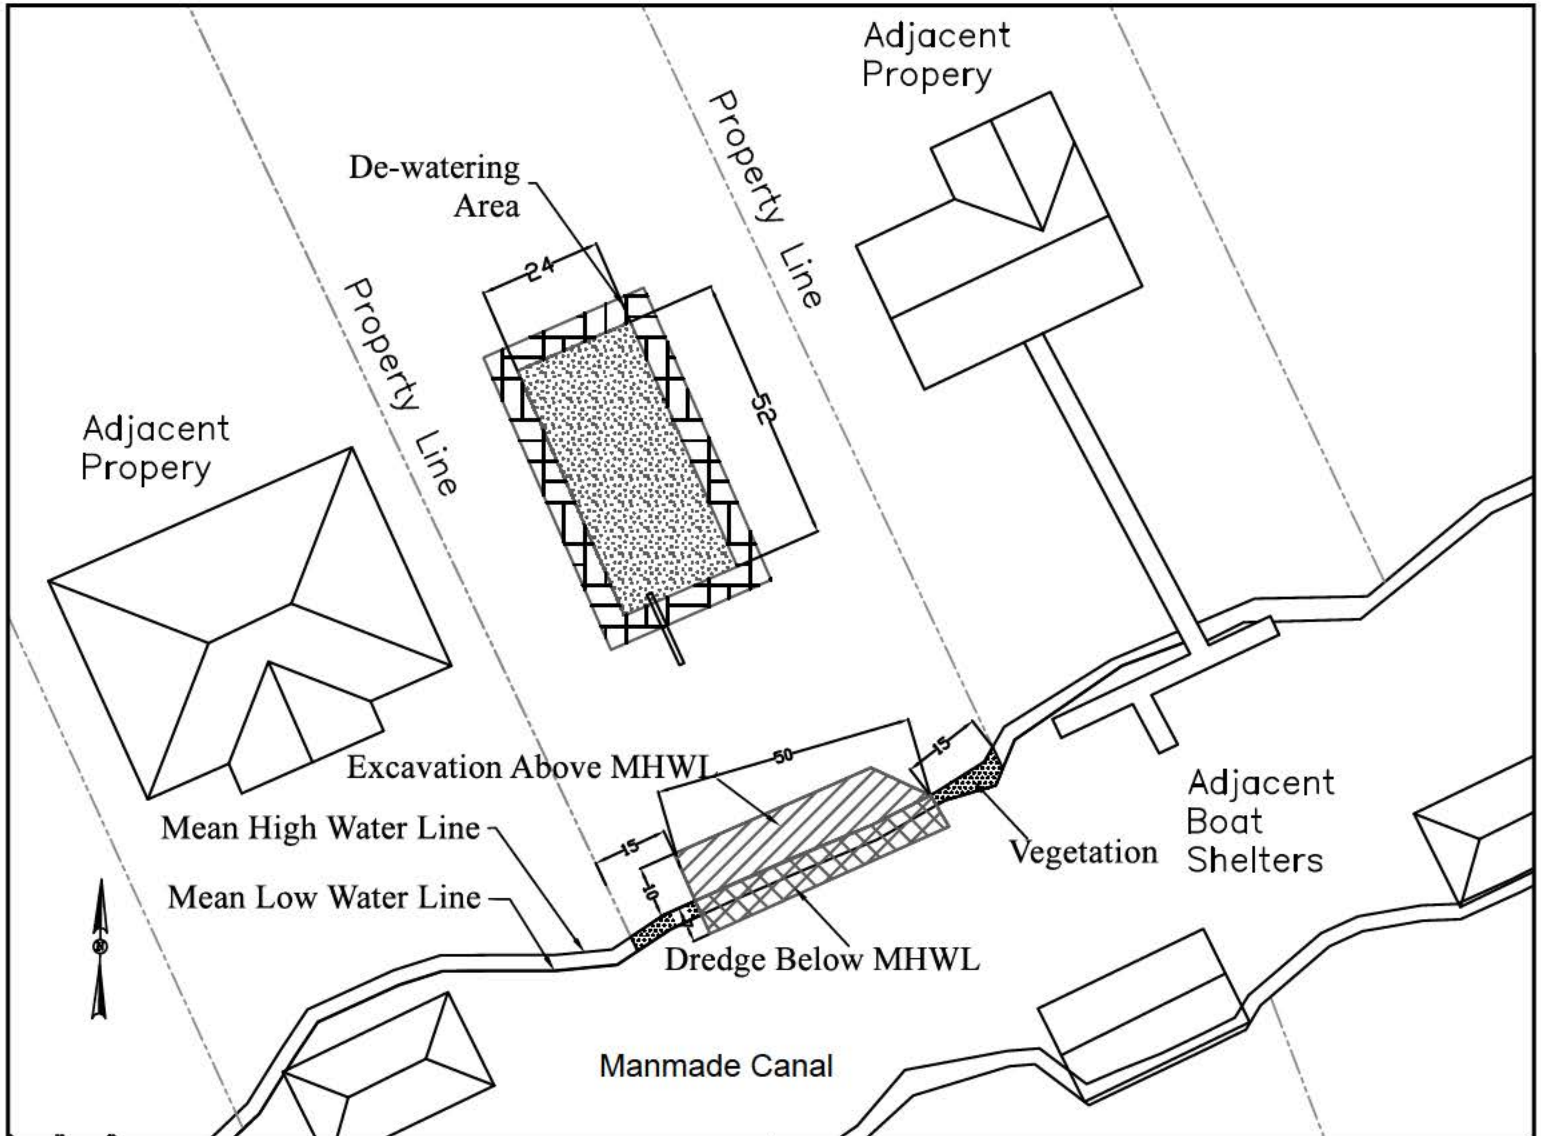 Adjacent
Propery
De-watering
Area
Property Line
24
Property Line
52
Adjacent
Propery
50
15
Excavation Above MHWL
Mean High Water Line
15
10
Vegetation
Adjacent
Boat
Shelters
Mean Low Water Line
Dredge Below MHWL
Manmade Canal